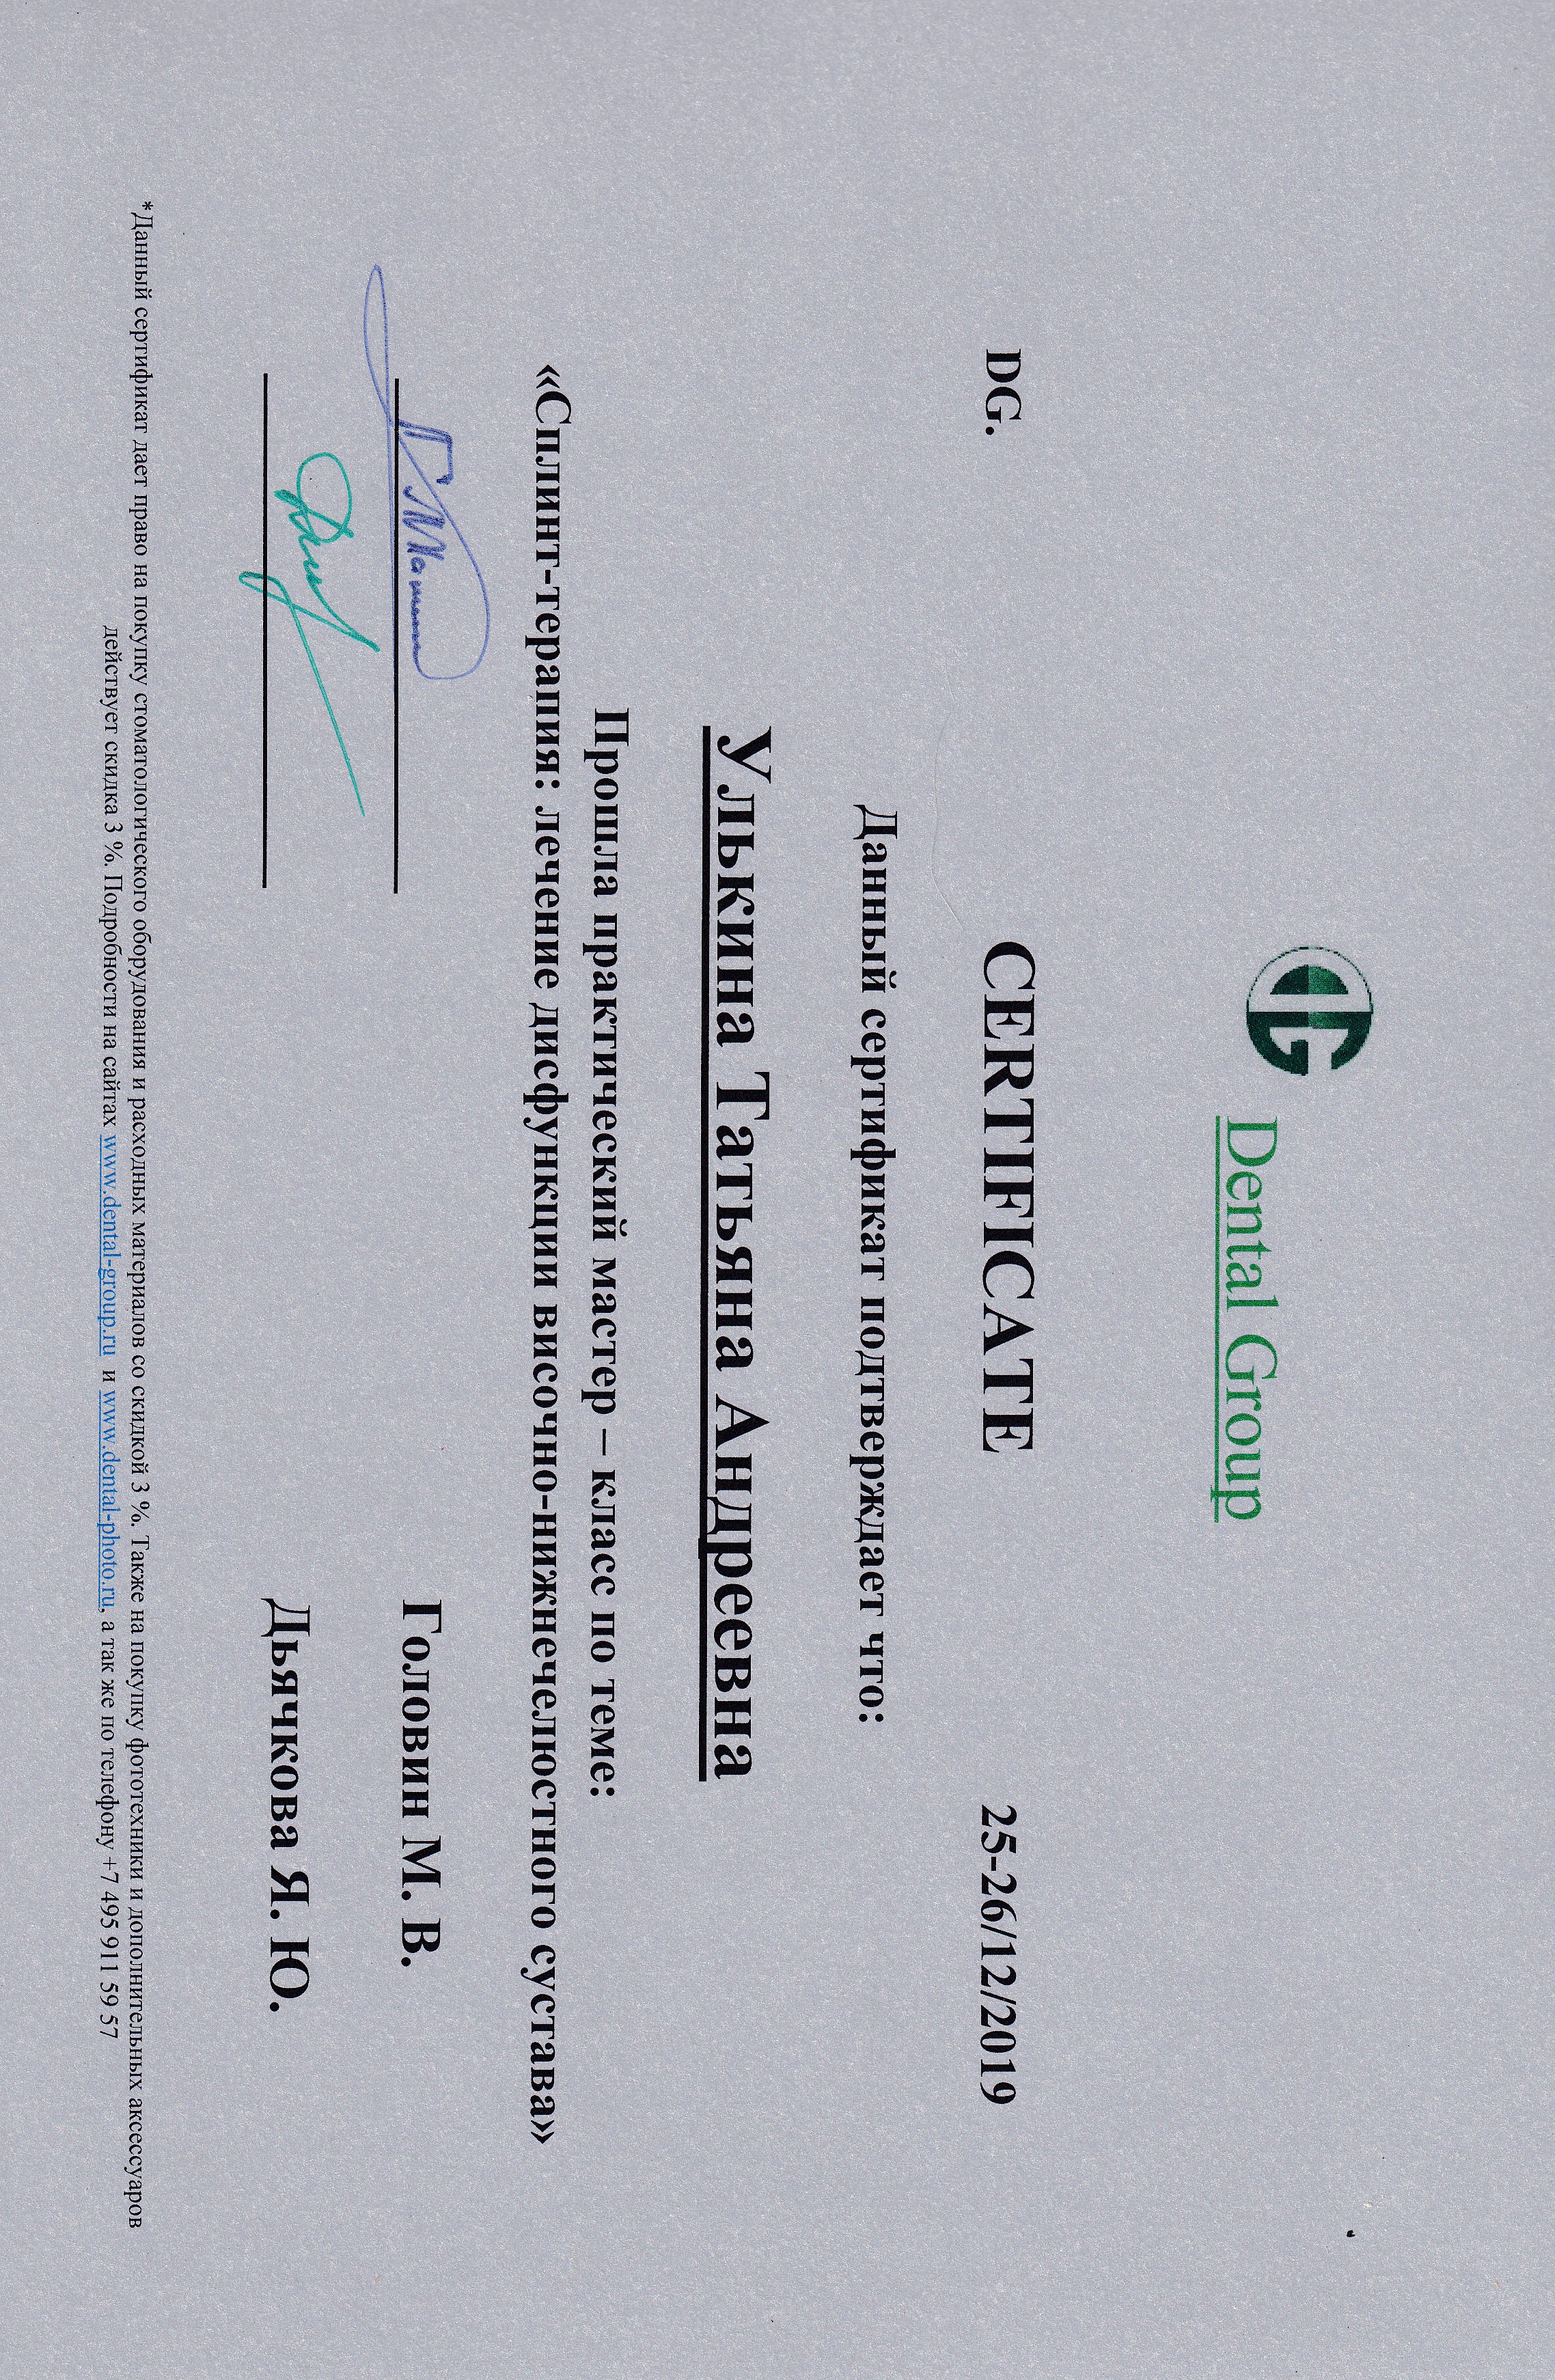 Dental Group
DG. CERTIFICATE 25-26/12/2019
Данный сертификат подтверждает что:
Улькина Татьяна Андреевна
Прошла практический мастер – класс по теме:
«Сплинт-терапия: лечение дисфункции височно-нижнечелюстного сустава»
Головин М. В.
Дьячкова Я. Ю.
*Данный сертификат дает право на покупку стоматологического оборудования и расходных материалов со скидкой 3 %. Также на покупку фототехники и дополнительных аксессуаров
действует скидка 3 %. Подробности на сайтах www.dental-group.ru и www.dental-photo.ru, а так же по телефону +7 495 911 59 57